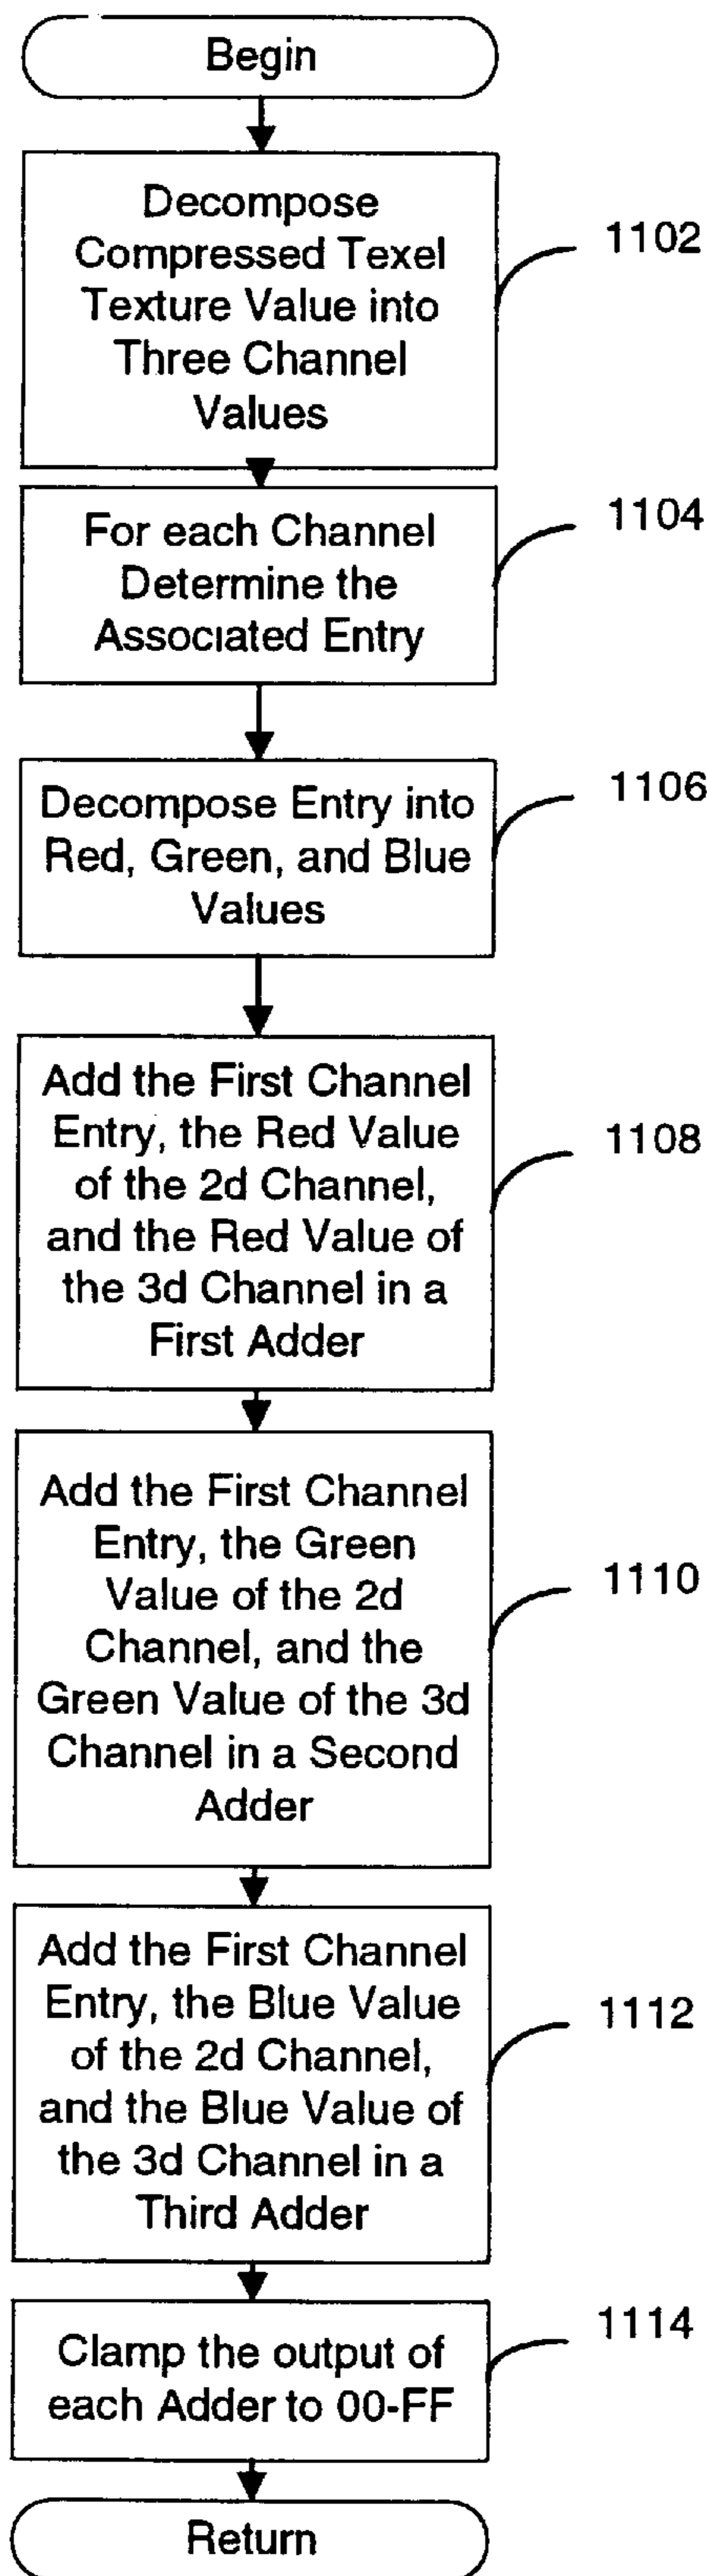 Begin
Decompose
Compressed Texel
Texture Value into
Three Channel
Values
1102
For each Channel
Determine the
Associated Entry
1104
Decompose Entry into
Red, Green, and Blue
Values
1106
Add the First Channel
Entry, the Red Value
of the 2d Channel,
and the Red Value of
the 3d Channel in a
First Adder
1108
Add the First Channel
Entry, the Green
Value of the 2d
Channel, and the
Green Value of the 3d
Channel in a Second
Adder
1110
Add the First Channel
Entry, the Blue Value
of the 2d Channel,
and the Blue Value of
the 3d Channel in a
Third Adder
1112
Clamp the output of
each Adder to 00-FF
1114
Return